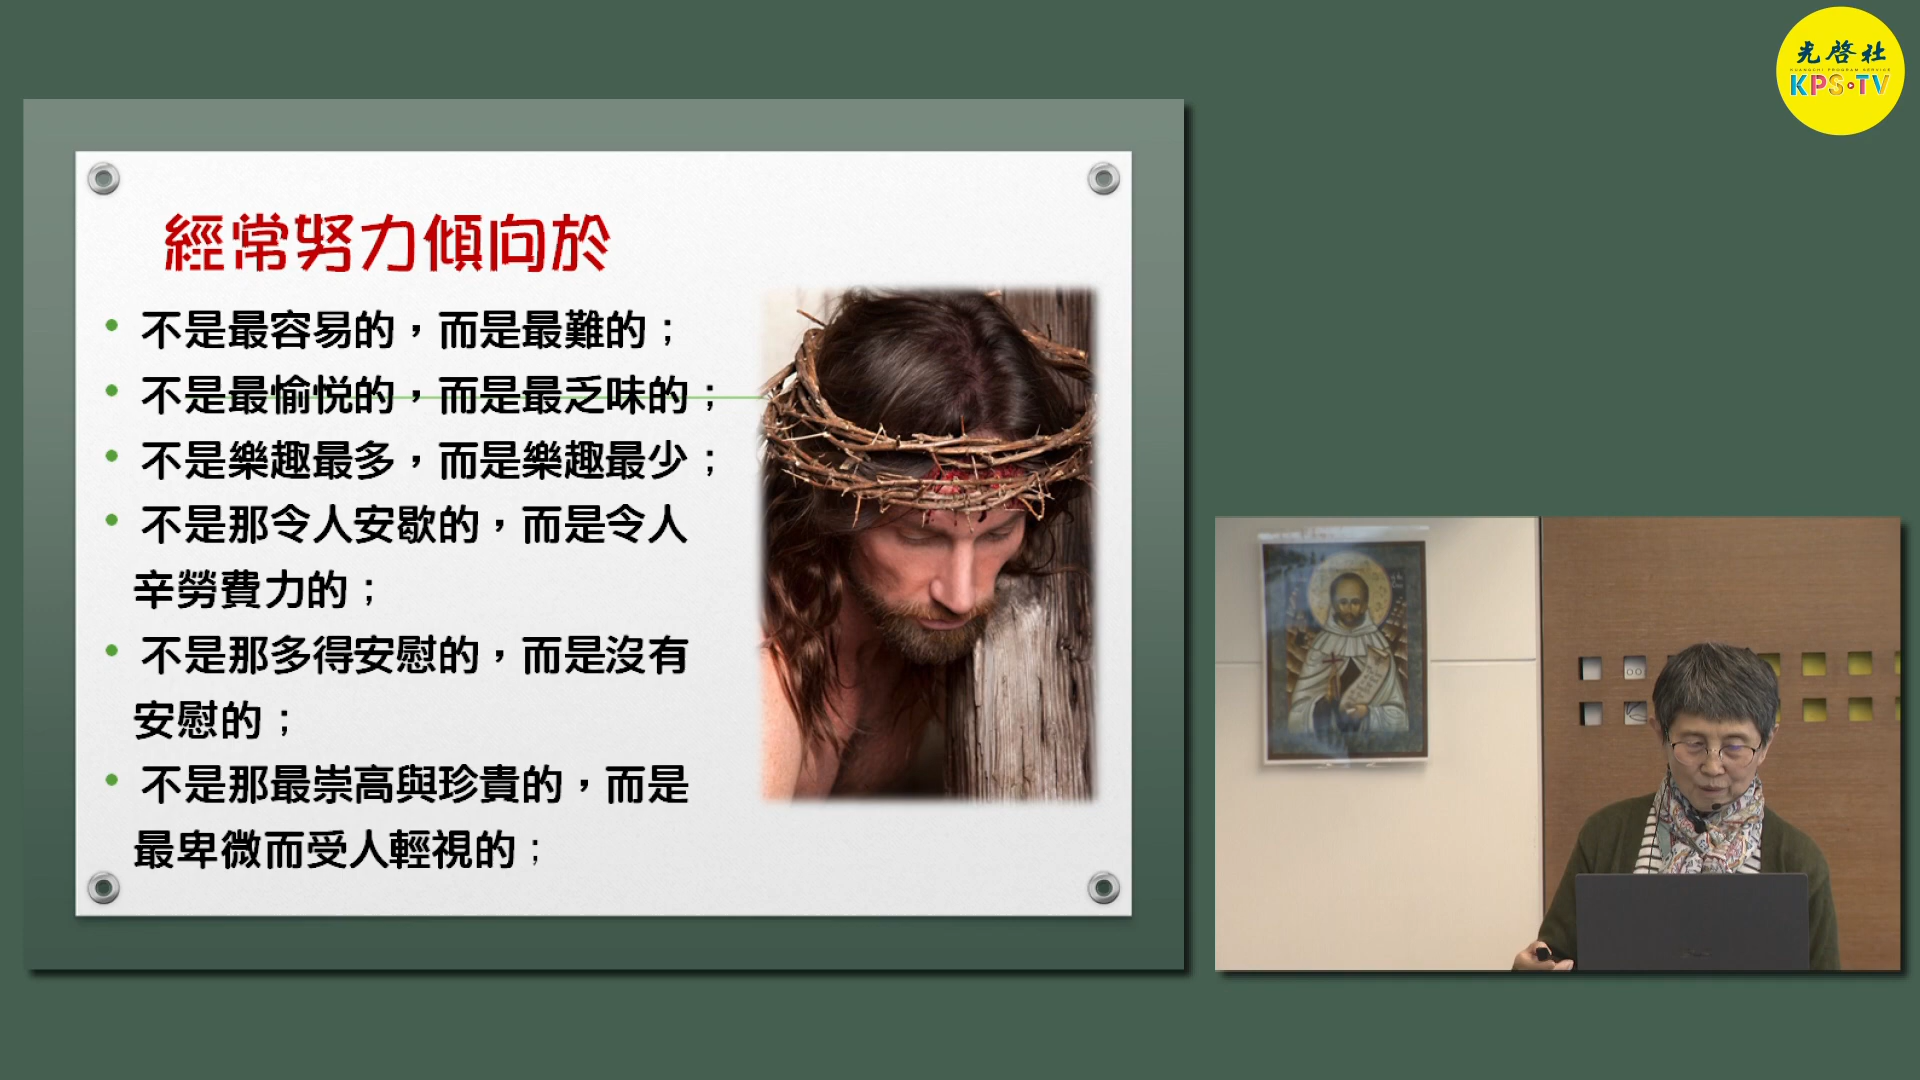 光啓社
KUANGCHI PROGRAM SERVICE
KPS TV
經常努力傾向於
• 不是最容易的，而是最難的；
• 不是最愉悅的，而是最乏味的；
• 不是樂趣最多，而是樂趣最少；
• 不是那令人安歇的，而是令人
辛勞費力的；
• 不是那多得安慰的，而是沒有
安慰的；
• 不是那最崇高與珍貴的，而是
最卑微而受人輕視的；